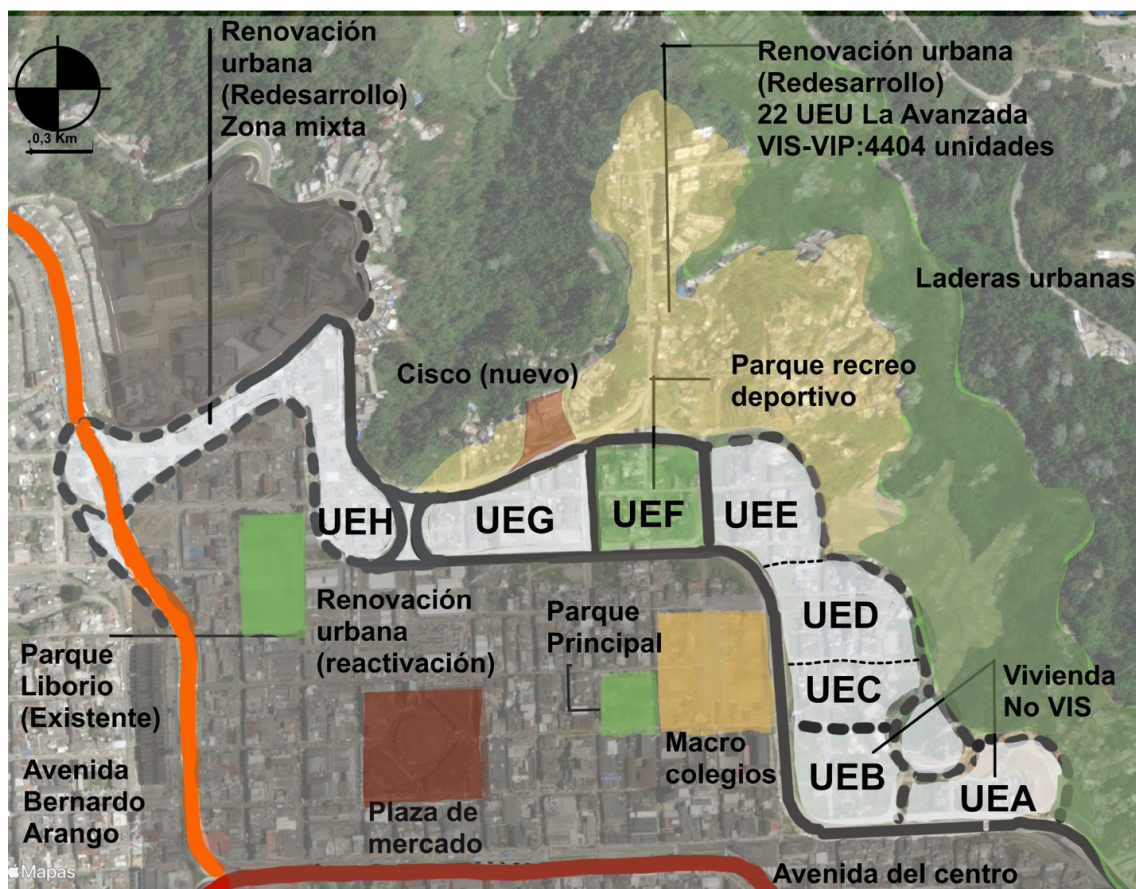 Renovación
urbana
(Redesarrollo)
Zona mixta
Renovación urbana
(Redesarrollo)
22 UEU La Avanzada
VIS-VIP:4404 unidades
.0,3 Km
Laderas urbanas
Cisco (nuevo)
Parque recreo
deportivo
UEH
UEG
UEF
UEE
Renovación
urbana
(reactivación)
Parque
Principal
UED
Parque
Liborio
(Existente)
UEC
Vivienda
No VIS
Macro
colegios
UEB
UEA
Avenida
Bernardo
Arango
Plaza de
mercado
Mapas
Avenida del centro